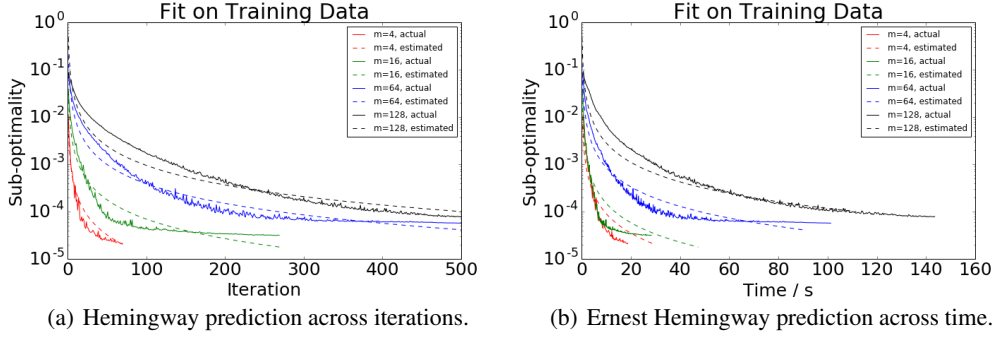 Fit on Training Data
Sub-optimality
10^0
10^-1
10^-2
10^-3
10^-4
10^-5
m=4, actual
m=4, estimated
m=16, actual
m=16, estimated
m=64, actual
m=64, estimated
m=128, actual
m=128, estimated
0 100 200 300 400 500
Iteration
(a) Hemingway prediction across iterations.
Fit on Training Data
Sub-optimality
10^0
10^-1
10^-2
10^-3
10^-4
10^-5
m=4, actual
m=4, estimated
m=16, actual
m=16, estimated
m=64, actual
m=64, estimated
m=128, actual
m=128, estimated
0 20 40 60 80 100 120 140 160
Time / s
(b) Ernest Hemingway prediction across time.